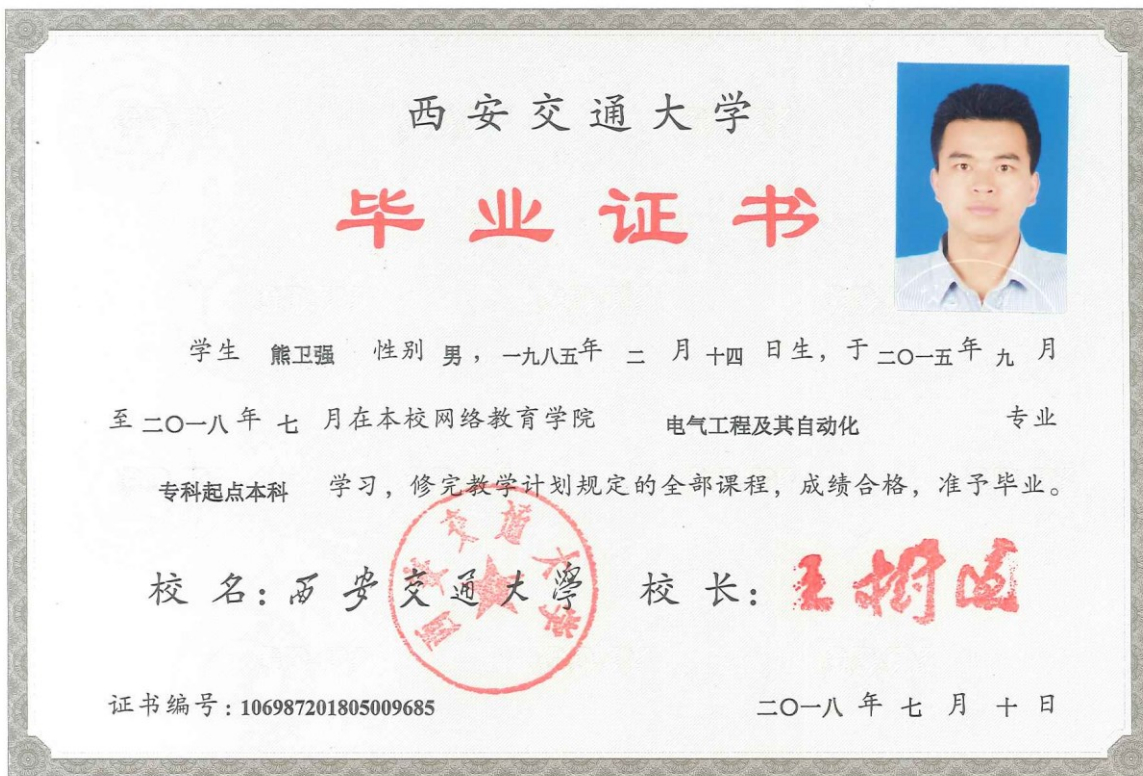 西安交通大学
毕业证书
学生 熊卫强 性别 男，一九八五年 二 月 十四 日生，于 二〇一五年 九 月
至 二〇一八 年 七 月在本校网络教育学院 电气工程及其自动化 专业
专科起点本科 学习，修完教学计划规定的全部课程，成绩合格，准予毕业。
校 名：西安交通大學 校 长：王树国
西安交通大学
证书编号：106987201805009685 二〇一八 年 七 月 十 日